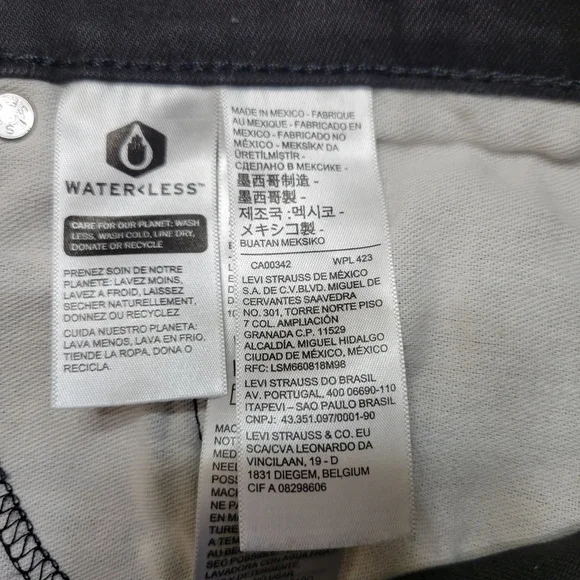 WATER<LESS™
CARE FOR OUR PLANET: WASH
LESS, WASH COLD, LINE DRY,
DONATE OR RECYCLE
PRENEZ SOIN DE NOTRE
PLANETE: LAVEZ MOINS,
LAVEZ A FROID, LAISSEZ
SECHER NATURELLEMENT.
DONNEZ OU RECYCLEZ
CUIDA NUESTRO PLANETA:
LAVA MENOS, LAVA EN FRIO,
TIENDE LA ROPA, DONA O
RECICLA.
MADE IN MEXICO - FABRIQUE
AU MEXIQUE - FABRICADO EN
MEXICO - FABRICADO NO
MÉXICO - MEKSİKA' DA
ÜRETİLMİŞTİR -
СДЕЛАНО В МЕКСИКЕ -
墨西哥制造 -
墨西哥製 -
제조국 :멕시코 -
メキシコ製 -
BUATAN MEKSIKO
CA00342 WPL 423
LEVI STRAUSS DE MÉXICO
S.A. DE C.V.BLVD. MIGUEL DE
CERVANTES SAAVEDRA
NO. 301, TORRE NORTE PISO
7 COL. AMPLIACIÓN
GRANADA C.P. 11529
ALCALDÍA. MIGUEL HIDALGO
CIUDAD DE MÉXICO, MÉXICO
RFC: LSM660818M98
LEVI STRAUSS DO BRASIL
AV. PORTUGAL, 400 06690-110
ITAPEVI – SAO PAULO BRASIL
CNPJ: 43.351.097/0001-90
LEVI STRAUSS & CO. EU
SCA/CVA LEONARDO DA
VINCILAAN, 19 - D
1831 DIEGEM, BELGIUM
CIF A 08298606